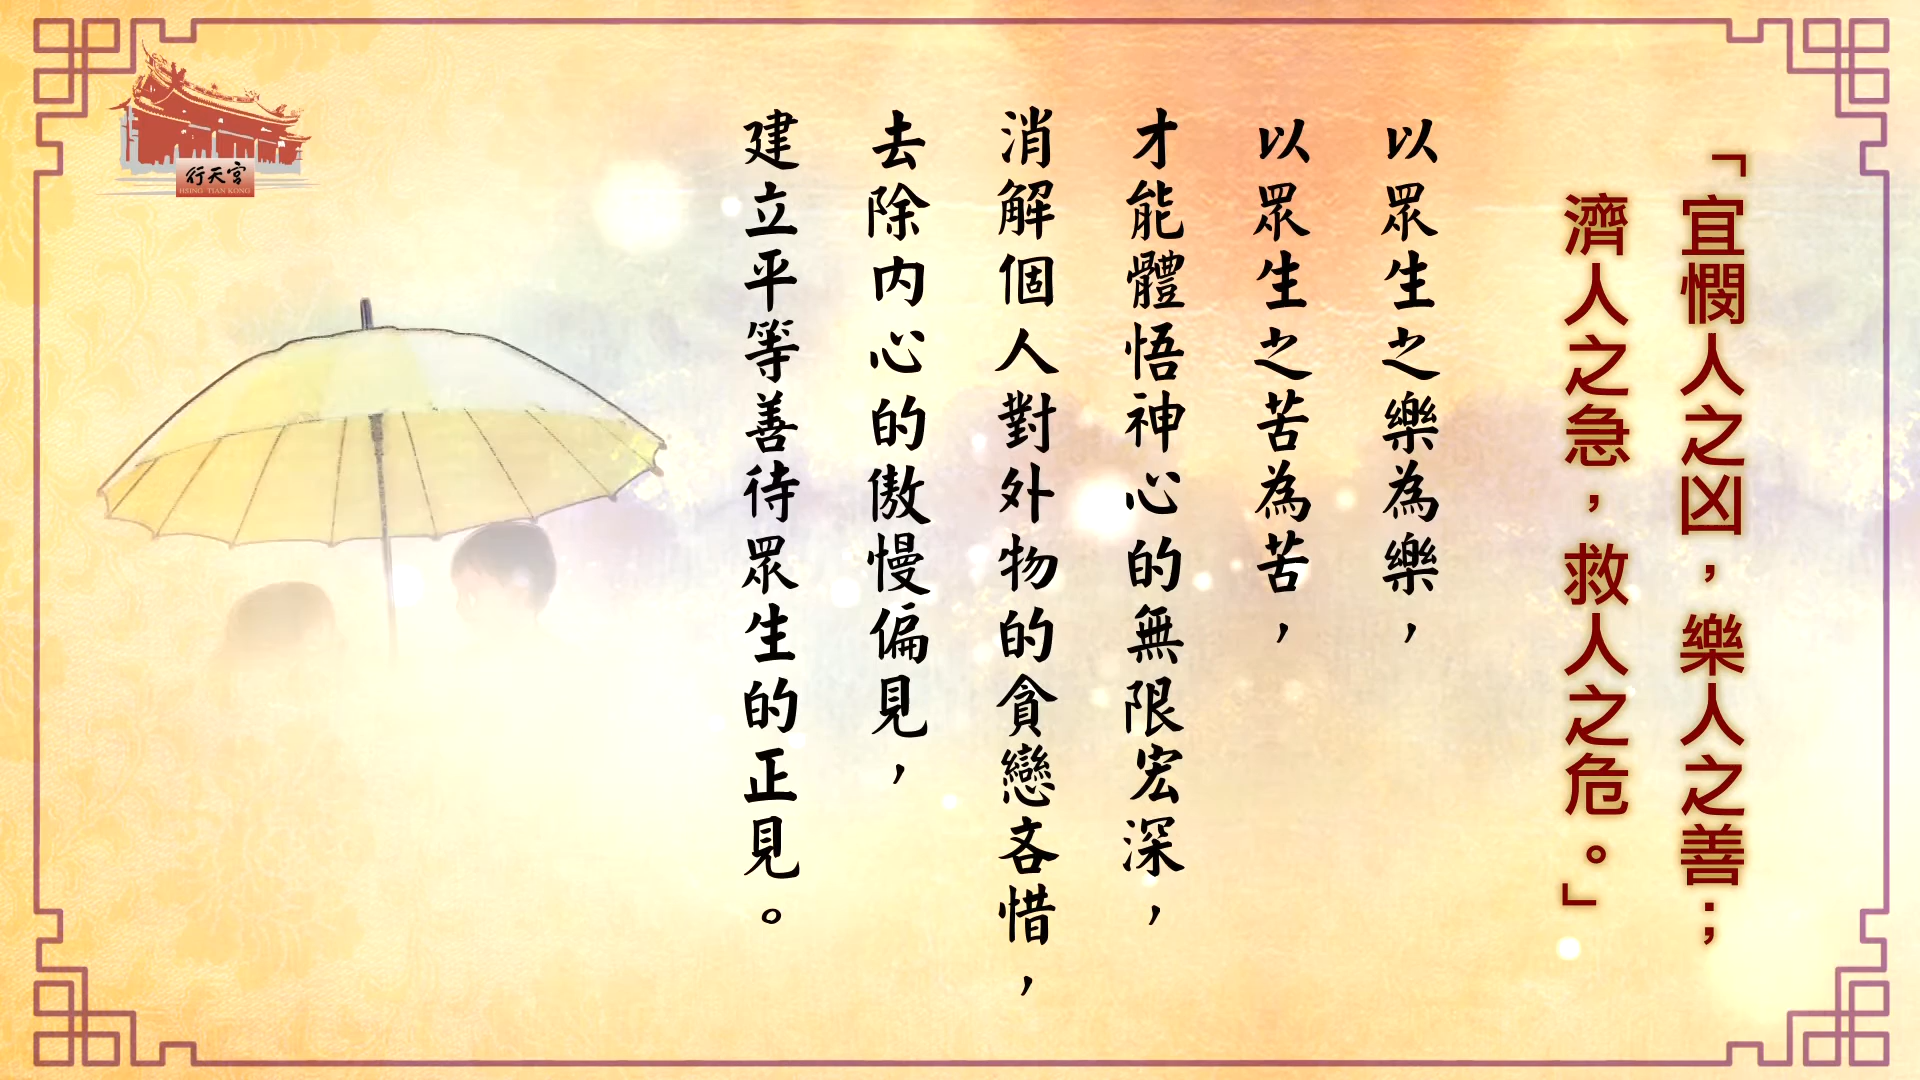 「宜憫人之凶，樂人之善；
濟人之急，救人之危。」
以眾生之樂為樂，
以眾生之苦為苦，
才能體悟神心的無限宏深，
消解個人對外物的貪戀吝惜，
去除內心的傲慢偏見，
建立平等善待眾生的正見。
行天宮
HSING TIAN KONG